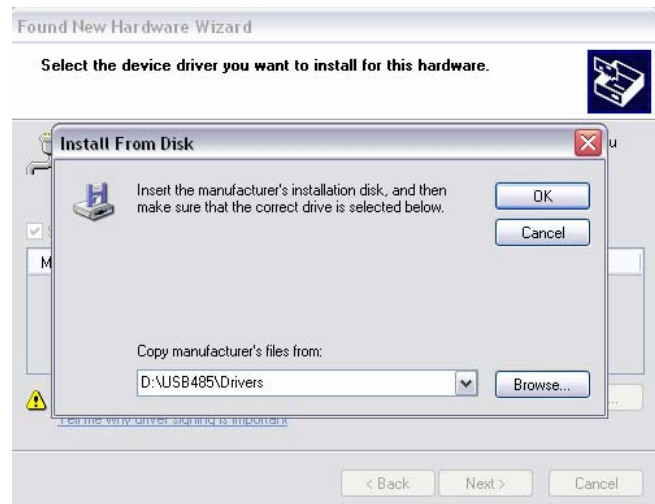 Found New Hardware Wizard
Select the device driver you want to install for this hardware.
u
Install From Disk
Insert the manufacturer's installation disk, and then
make sure that the correct drive is selected below.
OK
Cancel
M
Copy manufacturer's files from:
D:\USB485\Drivers
Browse...
Tell me why driver signing is important
< Back Next > Cancel